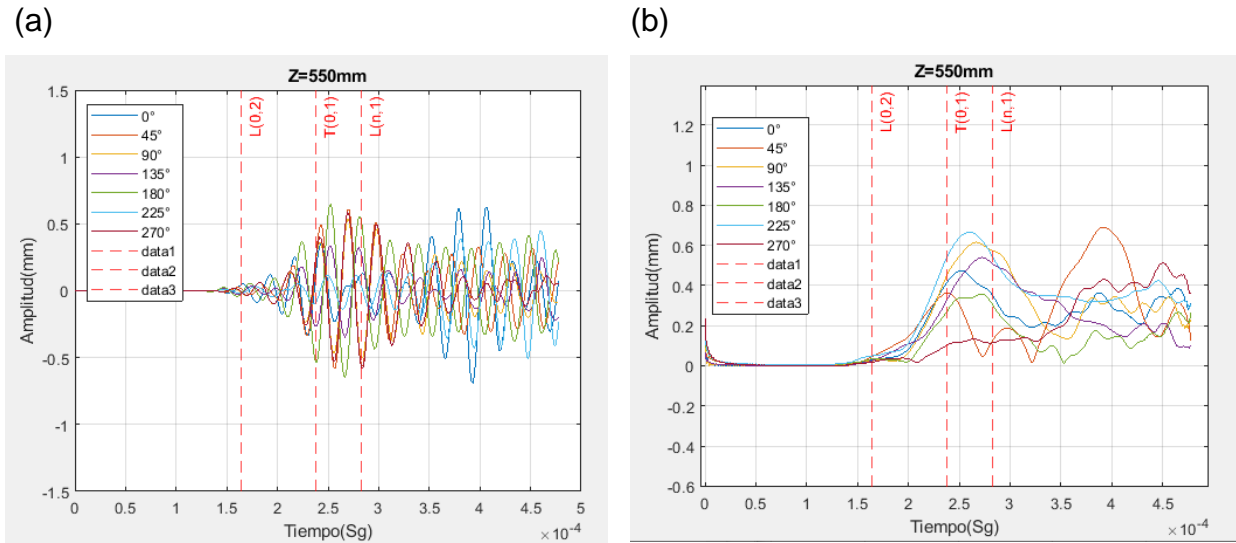 (a)
Z=550mm
1.5
1
0.5
0
-0.5
-1
-1.5
Amplitud(mm)
0°
45°
90°
135°
180°
225°
270°
data1
data2
data3
L(0,2)
T(0,1)
L(n,1)
0 0.5 1 1.5 2 2.5 3 3.5 4 4.5 5
Tiempo(Sg)
×10⁻⁴
(b)
Z=550mm
1.2
1
0.8
0.6
0.4
0.2
0
-0.2
-0.4
-0.6
Amplitud(mm)
0°
45°
90°
135°
180°
225°
270°
data1
data2
data3
L(0,2)
T(0,1)
L(n,1)
0 0.5 1 1.5 2 2.5 3 3.5 4 4.5
Tiempo(Sg)
×10⁻⁴